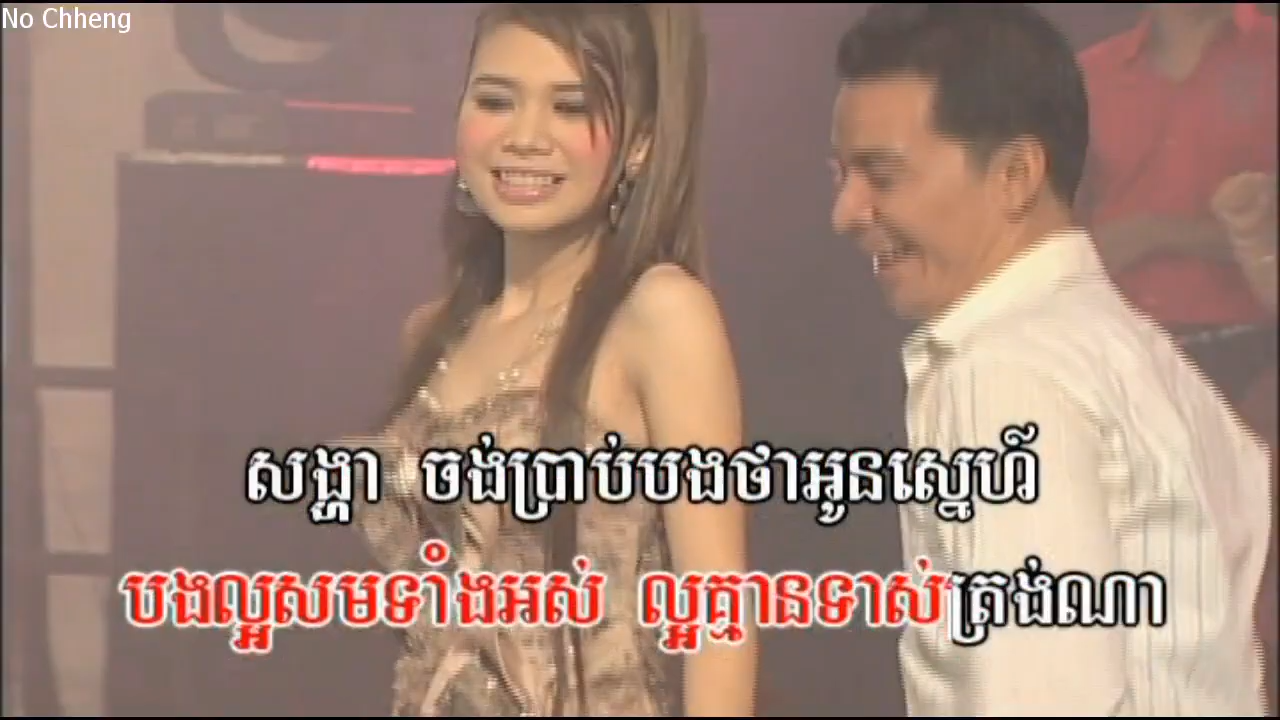 No Chheng
សង្ហា ចង់ប្រាប់បងថាអូនស្នេហ៍
បងល្អសមទាំងអស់ ល្អគ្មានទាស់ត្រង់ណា